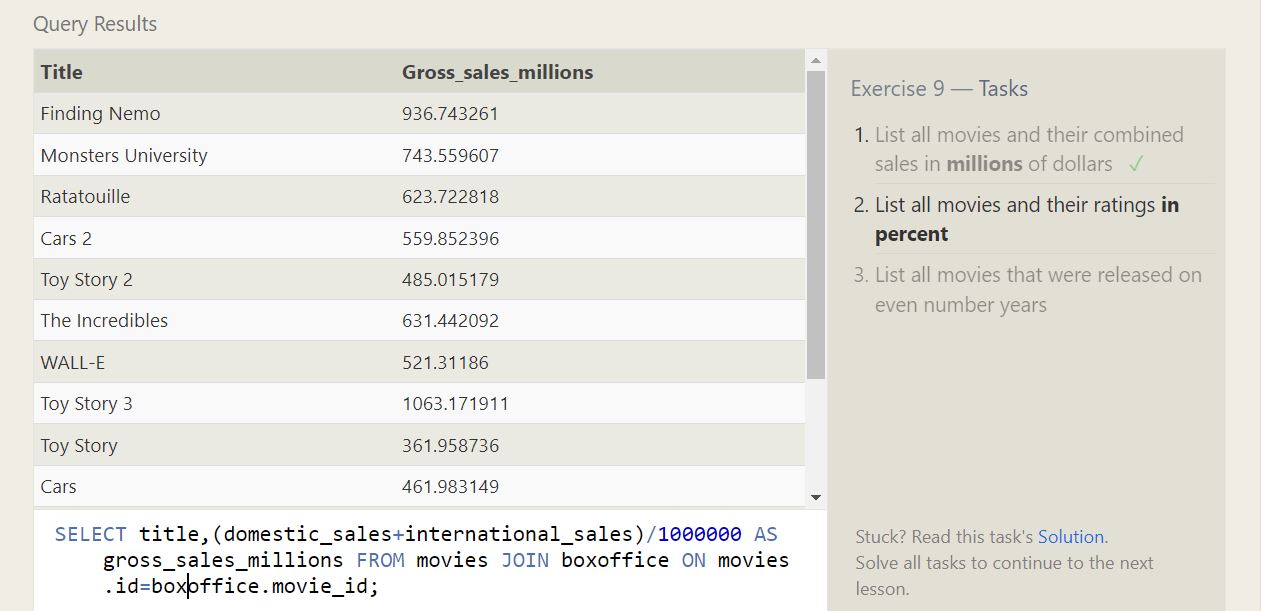 Query Results
Title Gross_sales_millions
Finding Nemo 936.743261
Monsters University 743.559607
Ratatouille 623.722818
Cars 2 559.852396
Toy Story 2 485.015179
The Incredibles 631.442092
WALL-E 521.31186
Toy Story 3 1063.171911
Toy Story 361.958736
Cars 461.983149
SELECT title,(domestic_sales+international_sales)/1000000 AS
gross_sales_millions FROM movies JOIN boxoffice ON movies
.id=boxoffice.movie_id;
Exercise 9 — Tasks
1. List all movies and their combined
sales in millions of dollars ✓
2. List all movies and their ratings in
percent
3. List all movies that were released on
even number years
Stuck? Read this task's Solution.
Solve all tasks to continue to the next
lesson.